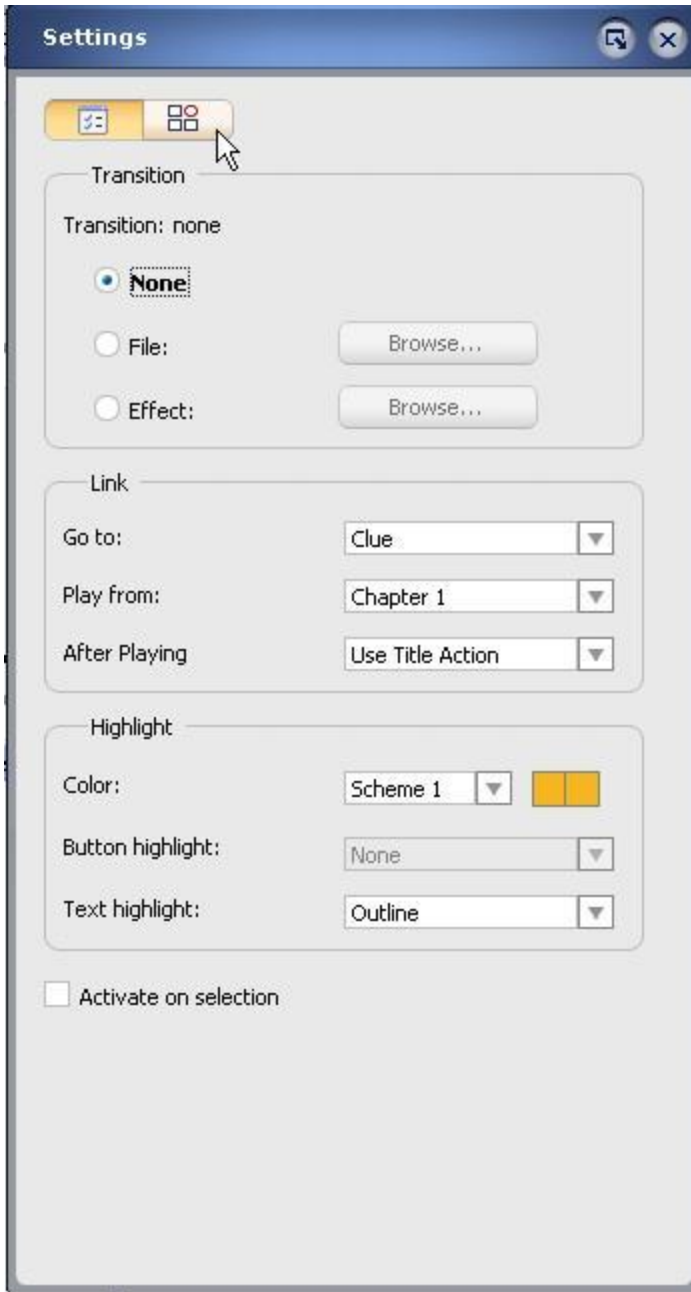 Settings
Transition
Transition: none
None
File: Browse...
Effect: Browse...
Link
Go to: Clue
Play from: Chapter 1
After Playing Use Title Action
Highlight
Color: Scheme 1
Button highlight: None
Text highlight: Outline
Activate on selection